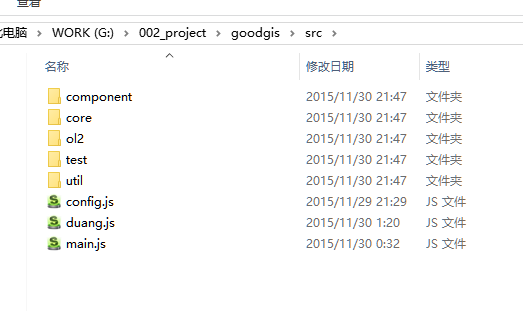 查看
电脑 › WORK (G:) › 002_project › goodgis › src ›
名称 修改日期 类型
component 2015/11/30 21:47 文件夹
core 2015/11/30 21:47 文件夹
ol2 2015/11/30 21:47 文件夹
test 2015/11/30 21:47 文件夹
util 2015/11/30 21:47 文件夹
config.js 2015/11/29 21:29 JS 文件
duang.js 2015/11/30 1:20 JS 文件
main.js 2015/11/30 0:32 JS 文件